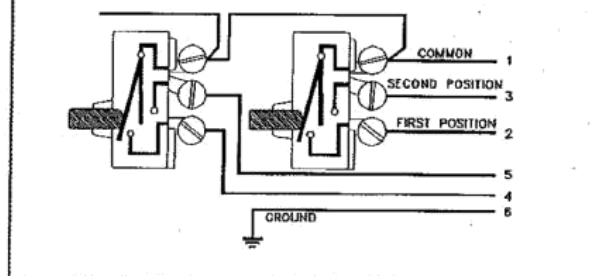 COMMON 1
SECOND POSITION 3
FIRST POSITION 2
5
4
GROUND 6